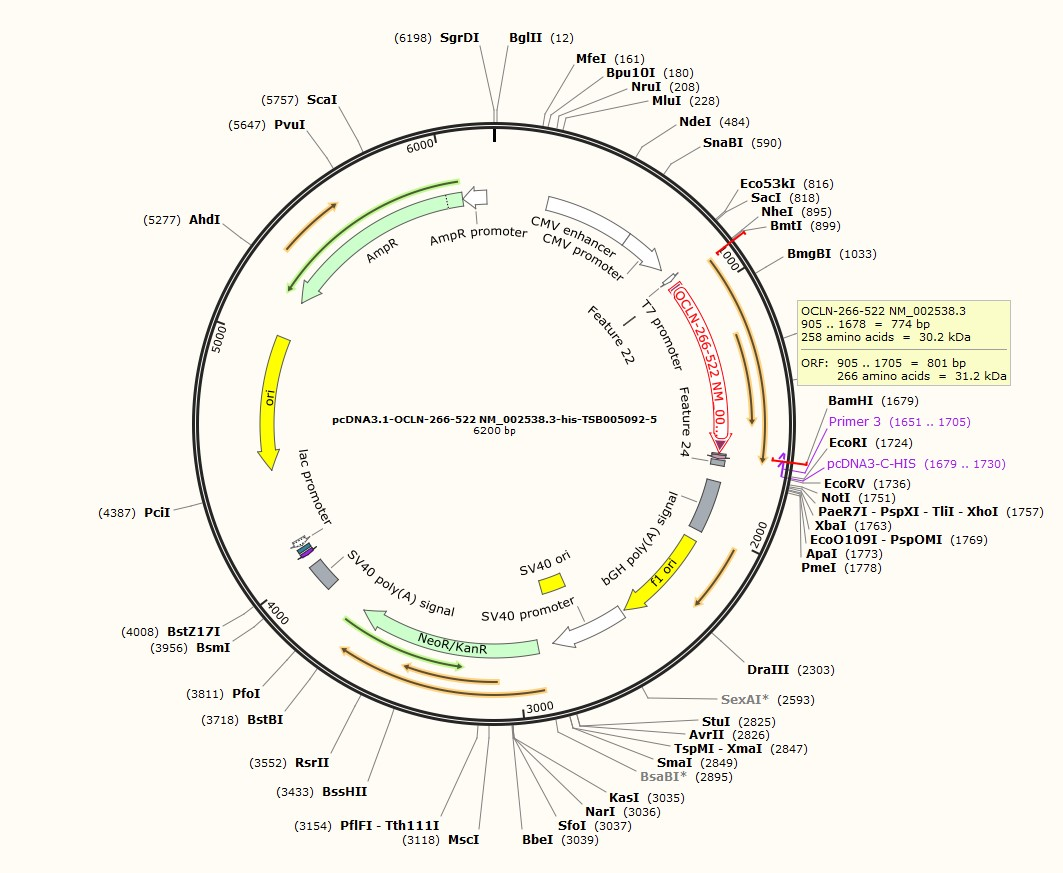 (6198) SgrDI
BglII (12)
MfeI (161)
Bpu10I (180)
NruI (208)
MluI (228)
NdeI (484)
SnaBI (590)
Eco53kI (816)
SacI (818)
NheI (895)
BmtI (899)
BmgBI (1033)
OCLN-266-522 NM_002538.3
905 .. 1678 = 774 bp
258 amino acids = 30.2 kDa
ORF: 905 .. 1705 = 801 bp
266 amino acids = 31.2 kDa
BamHI (1679)
Primer 3 (1651 .. 1705)
EcoRI (1724)
pcDNA3-C-HIS (1679 .. 1730)
EcoRV (1736)
NotI (1751)
PaeR7I - PspXI - TliI - XhoI (1757)
XbaI (1763)
EcoO109I - PspOMI (1769)
ApaI (1773)
PmeI (1778)
DraIII (2303)
SexAI* (2593)
StuI (2825)
AvrII (2826)
TspMI - XmaI (2847)
SmaI (2849)
BsaBI* (2895)
KasI (3035)
NarI (3036)
SfoI (3037)
BbeI (3039)
(3118) MscI
(3154) PflFI - Tth111I
(3433) BssHII
(3552) RsrII
(3718) BstBI
(3811) PfoI
(3956) BsmI
(4008) BstZ17I
(4387) PciI
(5277) AhdI
(5647) PvuI
(5757) ScaI
1000
2000
3000
4000
5000
6000
CMV enhancer
CMV promoter
T7 promoter
OCLN-266-522 NM_00...
Feature 22
Feature 24
bGH poly(A) signal
f1 ori
SV40 ori
SV40 promoter
NeoR/KanR
SV40 poly(A) signal
lac promoter
ori
AmpR
AmpR promoter
pcDNA3.1-OCLN-266-522 NM_002538.3-his-TSB005092-5
6200 bp